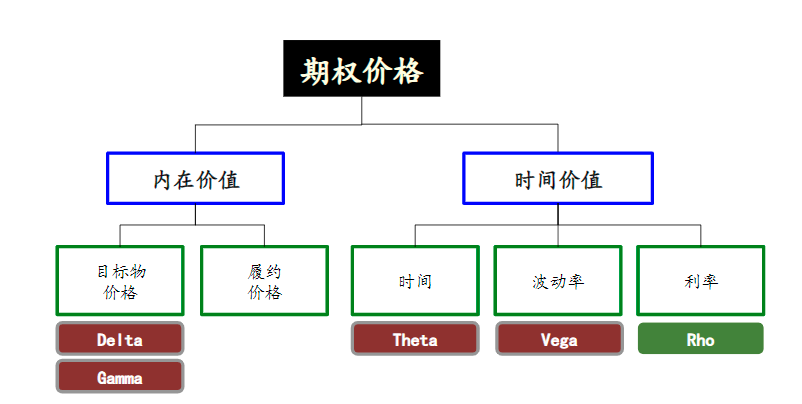 期权价格
内在价值
时间价值
目标物
价格
履约
价格
时间
波动率
利率
Delta
Gamma
Theta
Vega
Rho